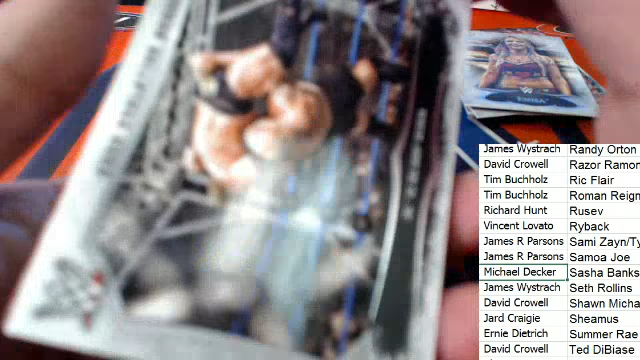 EMMA
James Wystrach Randy Orton
David Crowell Razor Ramon
Tim Buchholz Ric Flair
Tim Buchholz Roman Reign
Richard Hunt Rusev
Vincent Lovato Ryback
James R Parsons Sami Zayn/Ty
James R Parsons Samoa Joe
Michael Decker Sasha Banks
James Wystrach Seth Rollins
David Crowell Shawn Micha
Jard Craigie Sheamus
Ernie Dietrich Summer Rae
David Crowell Ted DiBiase